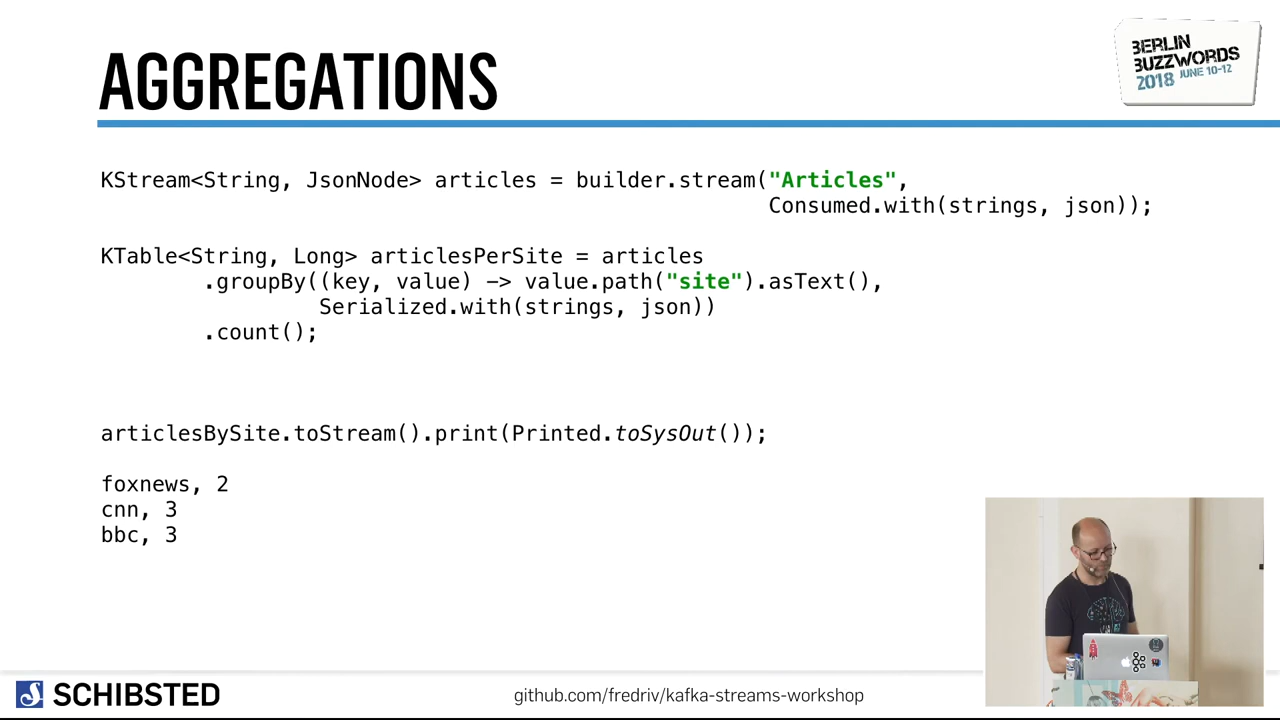 AGGREGATIONS
BERLIN
BUZZWORDS
2018 JUNE 10-12
KStream<String, JsonNode> articles = builder.stream("Articles",
Consumed.with(strings, json));
KTable<String, Long> articlesPerSite = articles
.groupBy((key, value) -> value.path("site").asText(),
Serialized.with(strings, json))
.count();
articlesBySite.toStream().print(Printed.toSysOut());
foxnews, 2
cnn, 3
bbc, 3
SCHIBSTED
github.com/fredriv/kafka-streams-workshop